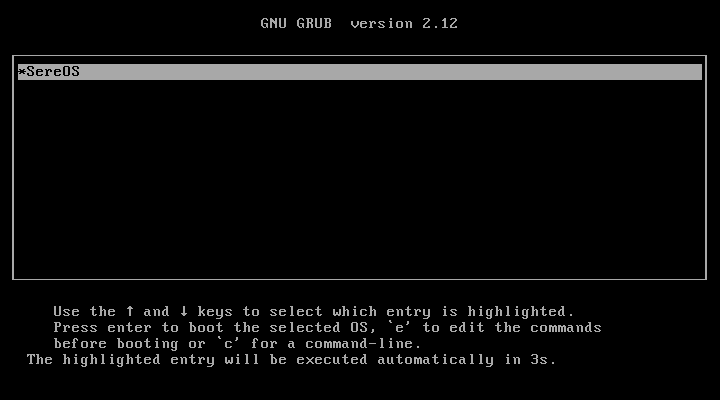 GNU GRUB  version 2.12
*SereOS
Use the ↑ and ↓ keys to select which entry is highlighted.
Press enter to boot the selected OS, `e' to edit the commands
before booting or `c' for a command-line.
The highlighted entry will be executed automatically in 3s.